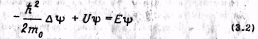 -ħ²/2m₀ Δψ + Uψ = Eψ (3.2)